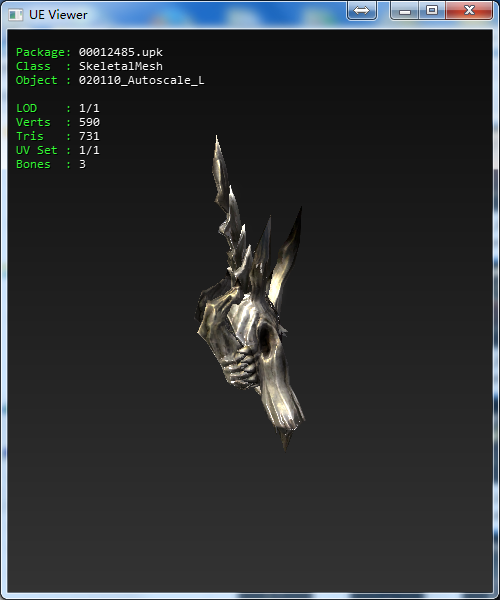 UE Viewer
Package: 00012485.upk
Class : SkeletalMesh
Object : 020110_Autoscale_L
LOD : 1/1
Verts : 590
Tris : 731
UV Set : 1/1
Bones : 3